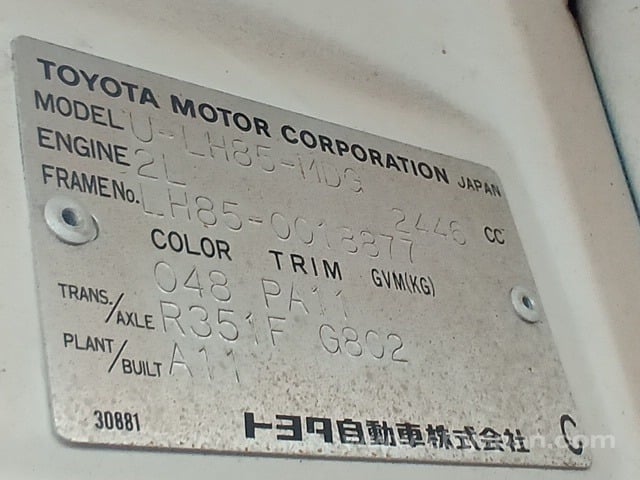 TOYOTA MOTOR CORPORATION JAPAN
MODEL U-LH85-MDG
ENGINE 2L 2446 CC
FRAME No. LH85-0013377
COLOR TRIM GVM(KG)
048 PA11
TRANS./AXLE R351F G802
PLANT/BUILT A11
30881 トヨタ自動車株式会社 C